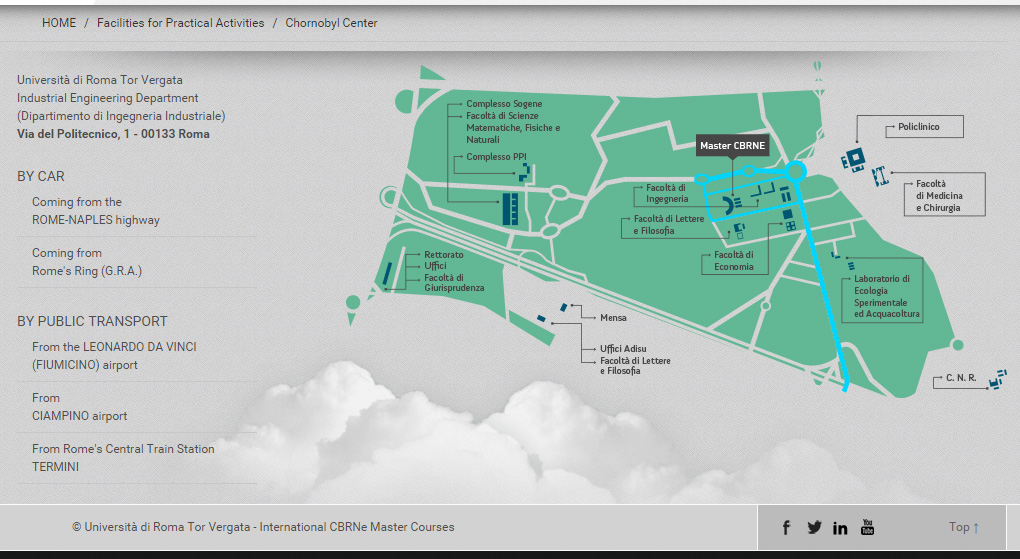 HOME / Facilities for Practical Activities / Chornobyl Center
Università di Roma Tor Vergata
Industrial Engineering Department
(Dipartimento di Ingegneria Industriale)
Via del Politecnico, 1 - 00133 Roma
BY CAR
Coming from the
ROME-NAPLES highway
Coming from
Rome's Ring (G.R.A.)
BY PUBLIC TRANSPORT
From the LEONARDO DA VINCI
(FIUMICINO) airport
From
CIAMPINO airport
From Rome's Central Train Station
TERMINI
Complesso Sogene
Facoltà di Scienze
Matematiche, Fisiche e
Naturali
Complesso PPI
Master CBRNE
Policlinico
Facoltà
di Medicina
e Chirurgia
Facoltà di
Ingegneria
Facoltà di Lettere
e Filosofia
Facoltà di
Economia
Rettorato
Uffici
Facoltà di
Giurisprudenza
Laboratorio di
Ecologia
Sperimentale
ed Acquacoltura
Mensa
Uffici Adisu
Facoltà di Lettere
e Filosofia
C. N. R.
© Università di Roma Tor Vergata - International CBRNe Master Courses
f
in
You
Tube
Top ↑